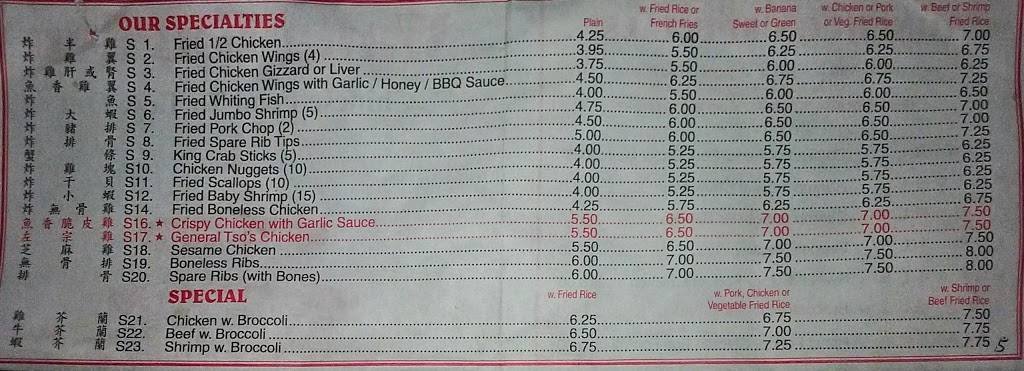 OUR SPECIALTIES
Plain w. Fried Rice or French Fries w. Banana Sweet or Green w. Chicken or Pork or Veg. Fried Rice w. Beef or Shrimp Fried Rice
炸半雞 S 1. Fried 1/2 Chicken 4.25 6.00 6.50 6.50 7.00
炸雞翼 S 2. Fried Chicken Wings (4) 3.95 5.50 6.25 6.25 6.75
炸雞肝或腎 S 3. Fried Chicken Gizzard or Liver 3.75 5.50 6.00 6.00 6.25
魚香雞翼 S 4. Fried Chicken Wings with Garlic / Honey / BBQ Sauce 4.50 6.25 6.75 6.75 7.25
炸魚 S 5. Fried Whiting Fish 4.00 5.50 6.00 6.00 6.50
炸大蝦 S 6. Fried Jumbo Shrimp (5) 4.75 6.00 6.50 6.50 7.00
炸豬排 S 7. Fried Pork Chop (2) 4.50 6.00 6.50 6.50 7.00
炸排骨 S 8. Fried Spare Rib Tips 5.00 6.00 6.50 6.50 7.25
蟹條 S 9. King Crab Sticks (5) 4.00 5.25 5.75 5.75 6.25
炸雞塊 S10. Chicken Nuggets (10) 4.00 5.25 5.75 5.75 6.25
炸干貝 S11. Fried Scallops (10) 4.00 5.25 5.75 5.75 6.25
炸小蝦 S12. Fried Baby Shrimp (15) 4.00 5.25 5.75 5.75 6.25
炸無骨雞 S14. Fried Boneless Chicken 4.25 5.75 6.25 6.25 6.75
魚香脆皮雞 S16. ★ Crispy Chicken with Garlic Sauce 5.50 6.50 7.00 7.00 7.50
左宗雞 S17. ★ General Tso's Chicken 5.50 6.50 7.00 7.00 7.50
芝麻雞 S18. Sesame Chicken 5.50 6.50 7.00 7.00 7.50
無骨排 S19. Boneless Ribs 6.00 7.00 7.50 7.50 8.00
排骨 S20. Spare Ribs (with Bones) 6.00 7.00 7.50 7.50 8.00
SPECIAL
w. Fried Rice w. Pork, Chicken or Vegetable Fried Rice w. Shrimp or Beef Fried Rice
雞芥蘭 S21. Chicken w. Broccoli 6.25 6.75 7.50
牛芥蘭 S22. Beef w. Broccoli 6.50 7.00 7.75
蝦芥蘭 S23. Shrimp w. Broccoli 6.75 7.25 7.75 5